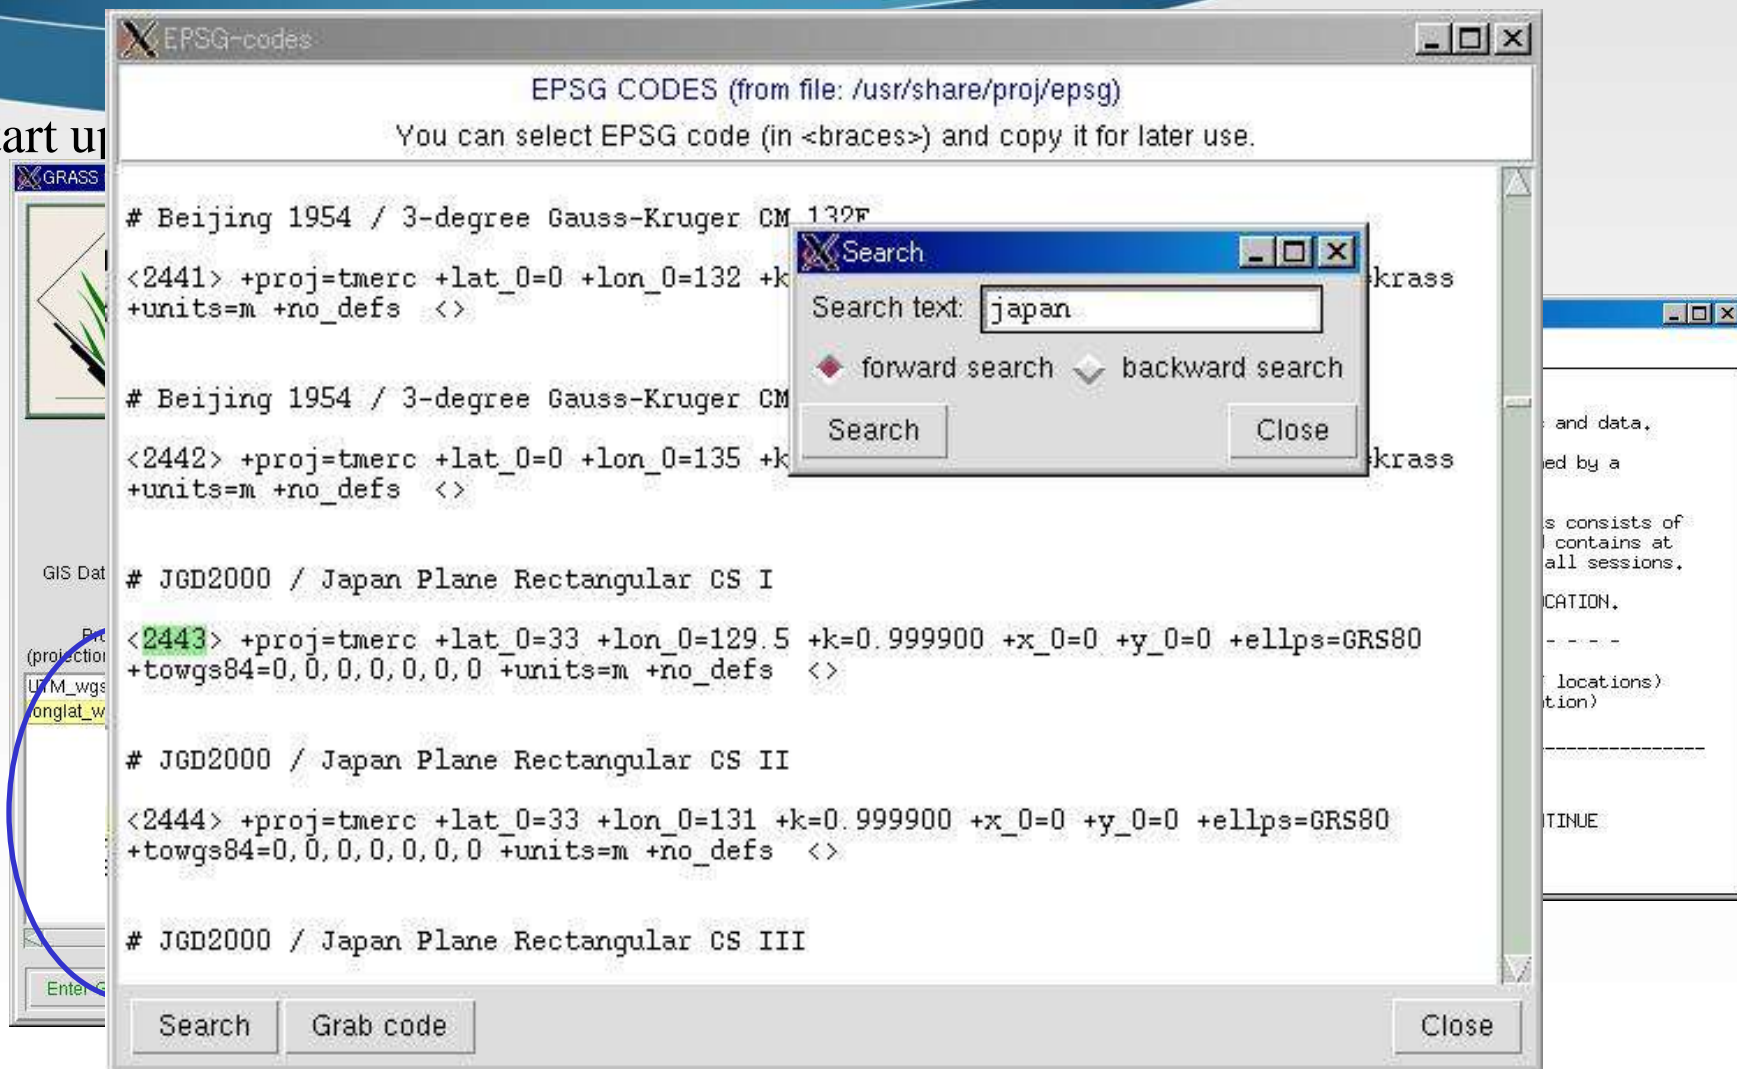 EPSG-codes
EPSG CODES (from file: /usr/share/proj/epsg)
You can select EPSG code (in <braces>) and copy it for later use.
# Beijing 1954 / 3-degree Gauss-Kruger CM 132E
<2441> +proj=tmerc +lat_0=0 +lon_0=132 +k
krass
+units=m +no_defs <>
# Beijing 1954 / 3-degree Gauss-Kruger CM
<2442> +proj=tmerc +lat_0=0 +lon_0=135 +k
krass
+units=m +no_defs <>
# JGD2000 / Japan Plane Rectangular CS I
<2443> +proj=tmerc +lat_0=33 +lon_0=129.5 +k=0.999900 +x_0=0 +y_0=0 +ellps=GRS80
+towgs84=0,0,0,0,0,0,0 +units=m +no_defs <>
# JGD2000 / Japan Plane Rectangular CS II
<2444> +proj=tmerc +lat_0=33 +lon_0=131 +k=0.999900 +x_0=0 +y_0=0 +ellps=GRS80
+towgs84=0,0,0,0,0,0,0 +units=m +no_defs <>
# JGD2000 / Japan Plane Rectangular CS III
Search
Grab code
Close
Search
Search text: japan
forward search backward search
Search
Close
art up
GRASS
GIS Dat
(projection
UTM_wgs
longlat_w
Enter G
and data.
ed by a
s consists of
contains at
all sessions.
CATION.
- - - -
locations)
tion)
----------------
TINUE